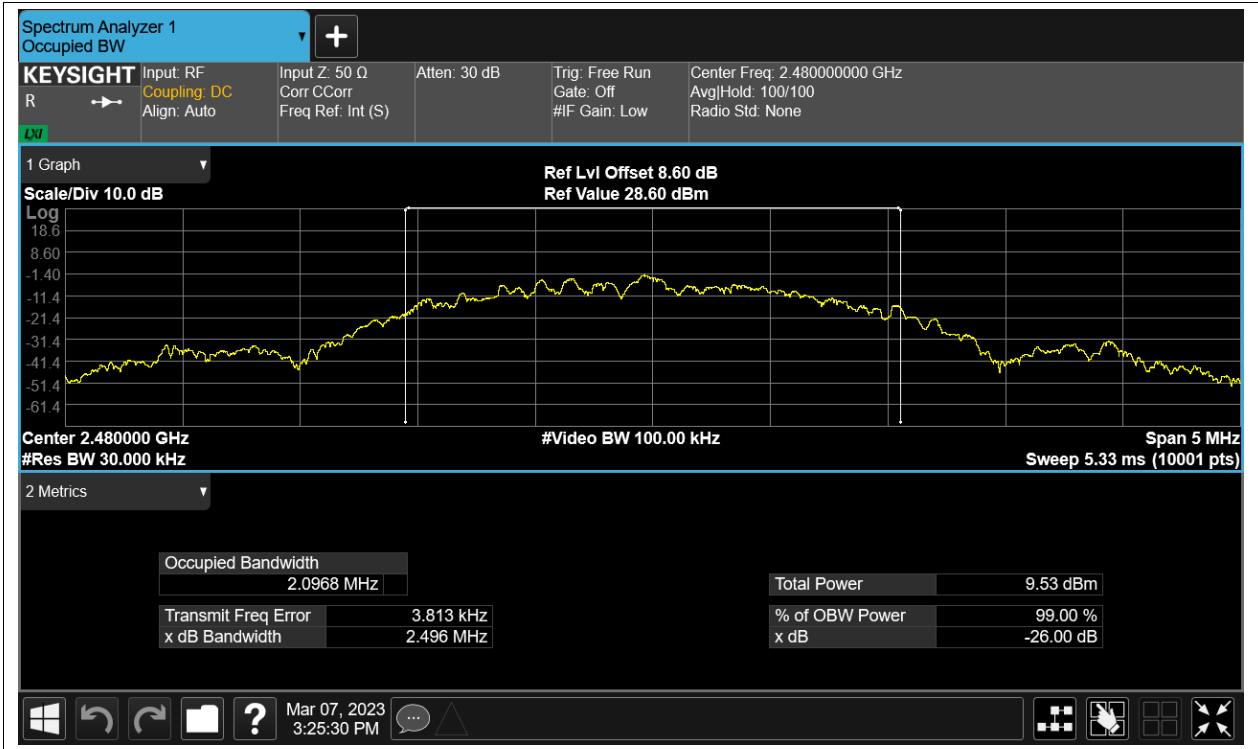 Spectrum Analyzer 1
Occupied BW
KEYSIGHT
R
LXI
Input: RF
Coupling: DC
Align: Auto
Input Z: 50 Ω
Corr CCorr
Freq Ref: Int (S)
Atten: 30 dB
Trig: Free Run
Gate: Off
#IF Gain: Low
Center Freq: 2.480000000 GHz
Avg|Hold: 100/100
Radio Std: None
1 Graph
Scale/Div 10.0 dB
Ref Lvl Offset 8.60 dB
Ref Value 28.60 dBm
Log
18.6
8.60
-1.40
-11.4
-21.4
-31.4
-41.4
-51.4
-61.4
Center 2.480000 GHz
#Res BW 30.000 kHz
#Video BW 100.00 kHz
Span 5 MHz
Sweep 5.33 ms (10001 pts)
2 Metrics
Occupied Bandwidth
2.0968 MHz
Transmit Freq Error 3.813 kHz
x dB Bandwidth 2.496 MHz
Total Power 9.53 dBm
% of OBW Power 99.00 %
x dB -26.00 dB
?
Mar 07, 2023
3:25:30 PM